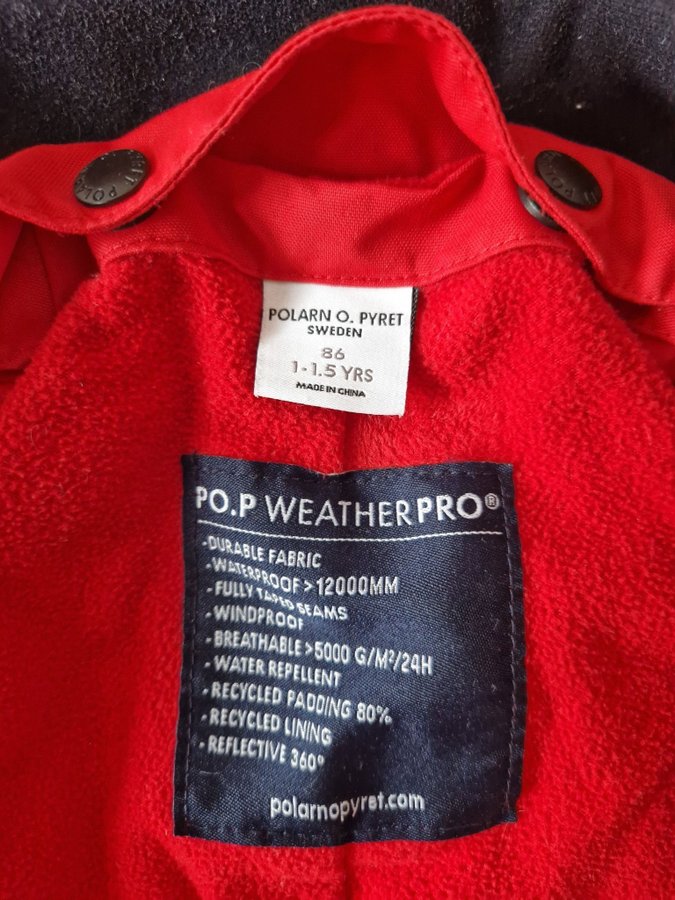 POLARN O. PYRET
SWEDEN
86
1-1.5 YRS
MADE IN CHINA
PO.P WEATHERPRO®
-DURABLE FABRIC
-WATERPROOF >12000MM
- FULLY TAPED SEAMS
- WINDPROOF
- BREATHABLE >5000 G/M²/24H
- WATER REPELLENT
- RECYCLED PADDING 80%
- RECYCLED LINING
- REFLECTIVE 360°
polarnopyret.com